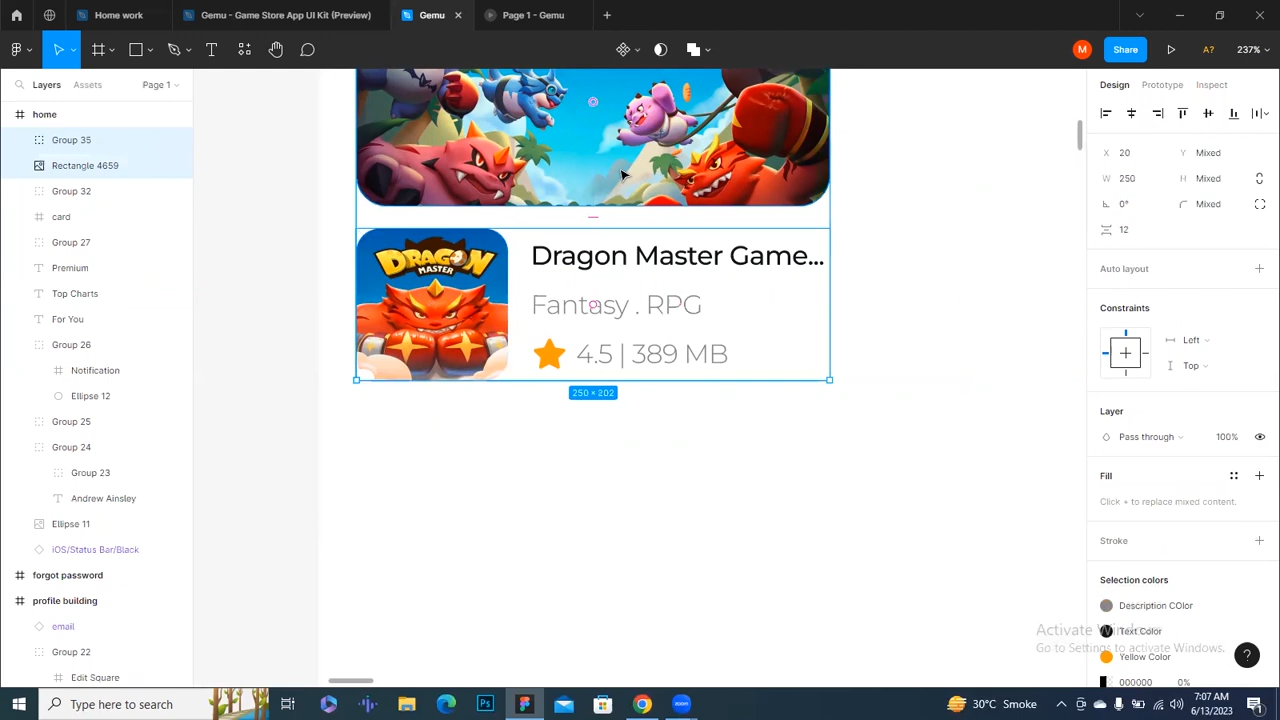 Home work
Gemu - Game Store App UI Kit (Preview)
Gemu
Page 1 - Gemu
M
Share
A?
237%
Layers
Assets
Page 1
home
Group 35
Rectangle 4659
Group 32
card
Group 27
Premium
Top Charts
For You
Group 26
Notification
Ellipse 12
Group 25
Group 24
Group 23
Andrew Ainsley
Ellipse 11
iOS/Status Bar/Black
forgot password
profile building
email
Group 22
Edit Square
DRAGON
MASTER
Dragon Master Game...
Fantasy . RPG
4.5 | 389 MB
250 × 202
Design
Prototype
Inspect
X 20
Y Mixed
W 250
H Mixed
0°
Mixed
12
Auto layout
Constraints
Left
Top
Layer
Pass through
100%
Fill
Click + to replace mixed content.
Stroke
Selection colors
Description COlor
Text Color
Yellow Color
000000
0%
Go to Settings to activate Windows.
?
Type here to search
Ps
zoom
30°C Smoke
7:07 AM
6/13/2023